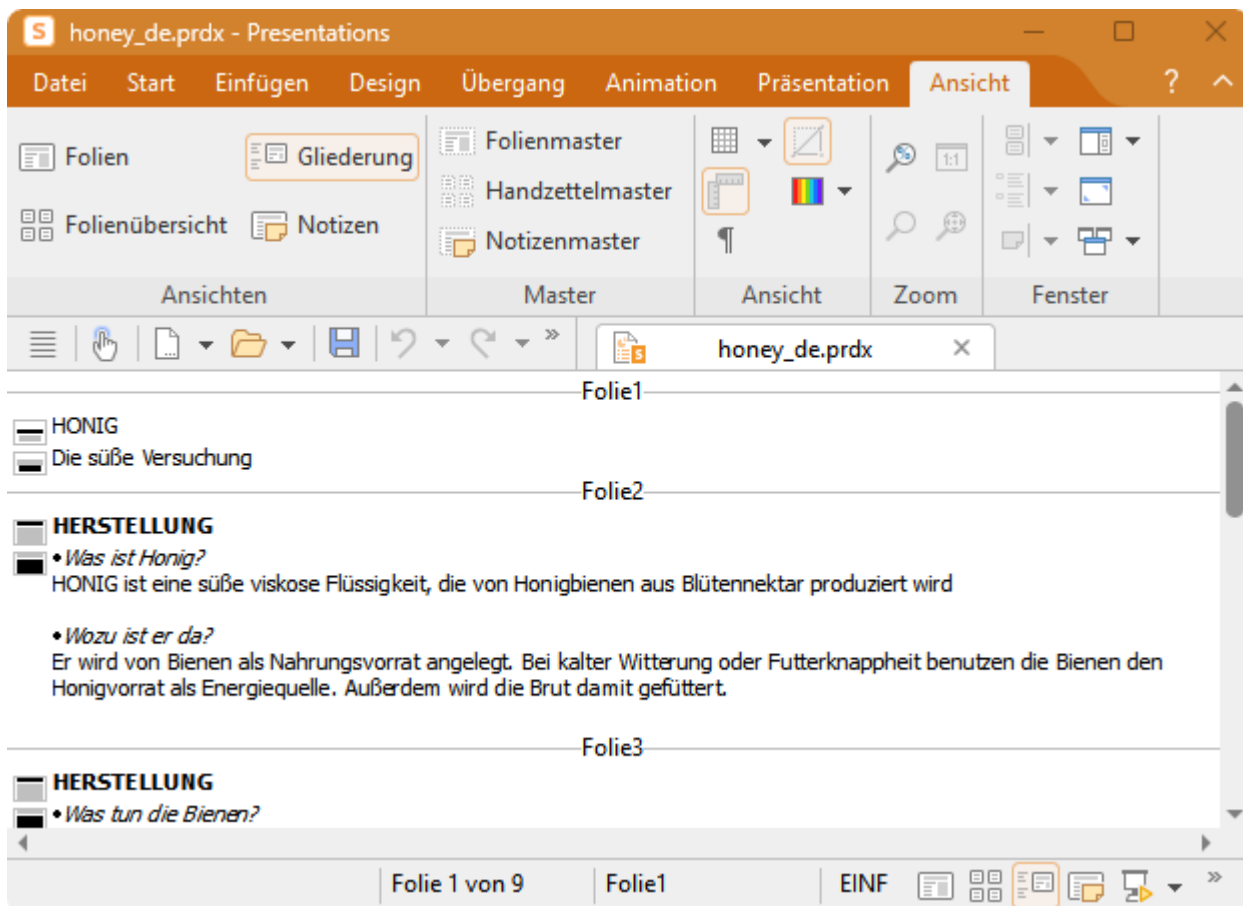 honey_de.prdx - Presentations
Datei Start Einfügen Design Übergang Animation Präsentation Ansicht ?
Folien Gliederung
Folienübersicht Notizen
Ansichten
Folienmaster
Handzettelmaster
Notizenmaster
Master
Ansicht
1:1
Zoom
Fenster
honey_de.prdx
Folie1
HONIG
Die süße Versuchung
Folie2
HERSTELLUNG
•Was ist Honig?
HONIG ist eine süße viskose Flüssigkeit, die von Honigbienen aus Blütennektar produziert wird
•Wozu ist er da?
Er wird von Bienen als Nahrungsvorrat angelegt. Bei kalter Witterung oder Futterknappheit benutzen die Bienen den
Honigvorrat als Energiequelle. Außerdem wird die Brut damit gefüttert.
Folie3
HERSTELLUNG
•Was tun die Bienen?
Folie 1 von 9 Folie1 EINF